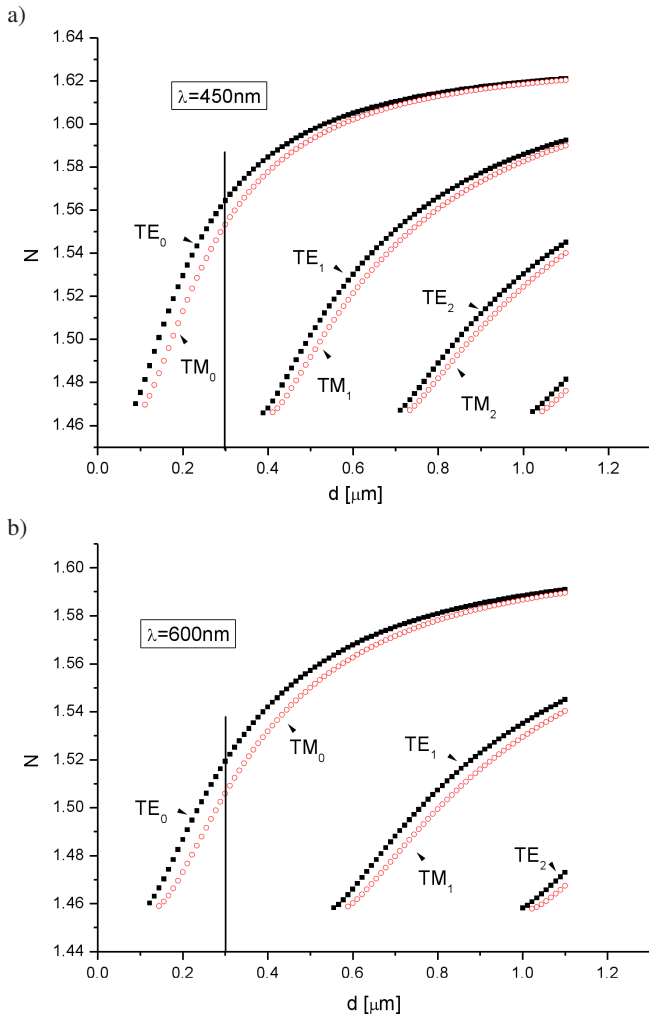 a)
1.64
1.62
1.60
1.58
1.56
1.54
1.52
1.50
1.48
1.46
N
λ=450nm
TE₀
TM₀
TE₁
TM₁
TE₂
TM₂
0.0 0.2 0.4 0.6 0.8 1.0 1.2
d [μm]
b)
1.60
1.58
1.56
1.54
1.52
1.50
1.48
1.46
1.44
N
λ=600nm
TE₀
TM₀
TE₁
TM₁
TE₂
0.0 0.2 0.4 0.6 0.8 1.0 1.2
d [μm]